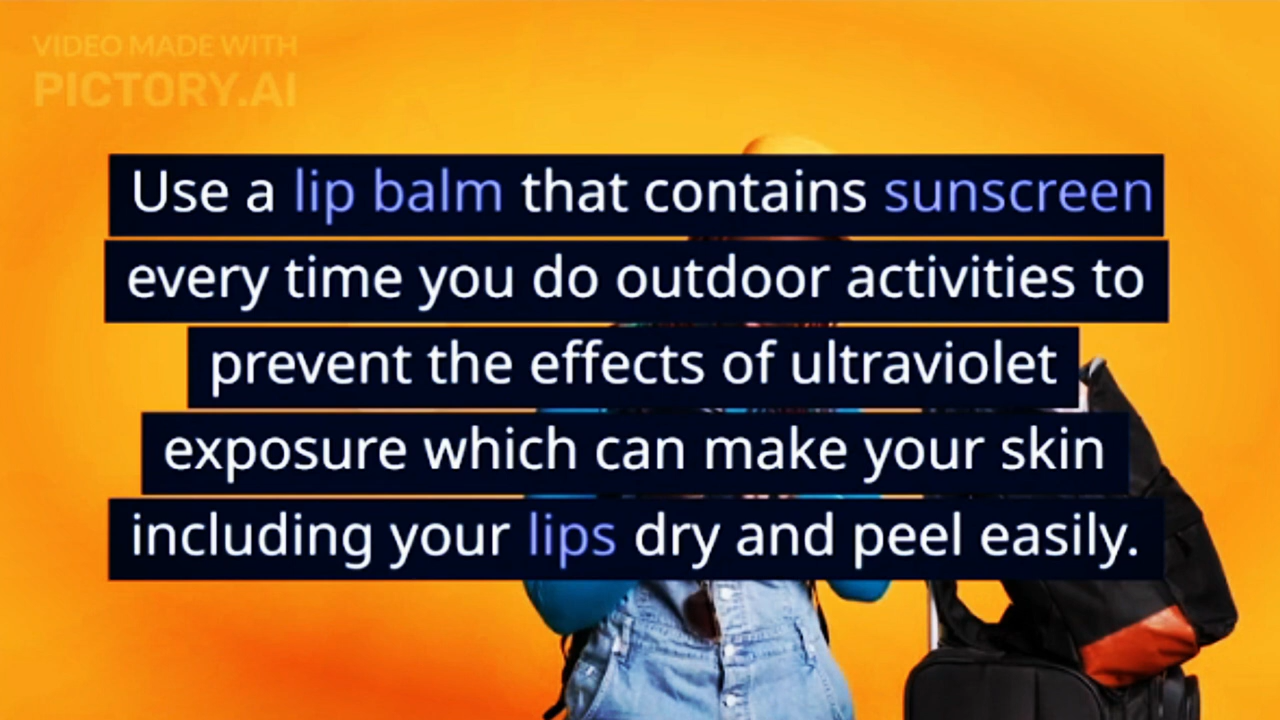 VIDEO MADE WITH
PICTORY.AI
Use a lip balm that contains sunscreen
every time you do outdoor activities to
prevent the effects of ultraviolet
exposure which can make your skin
including your lips dry and peel easily.